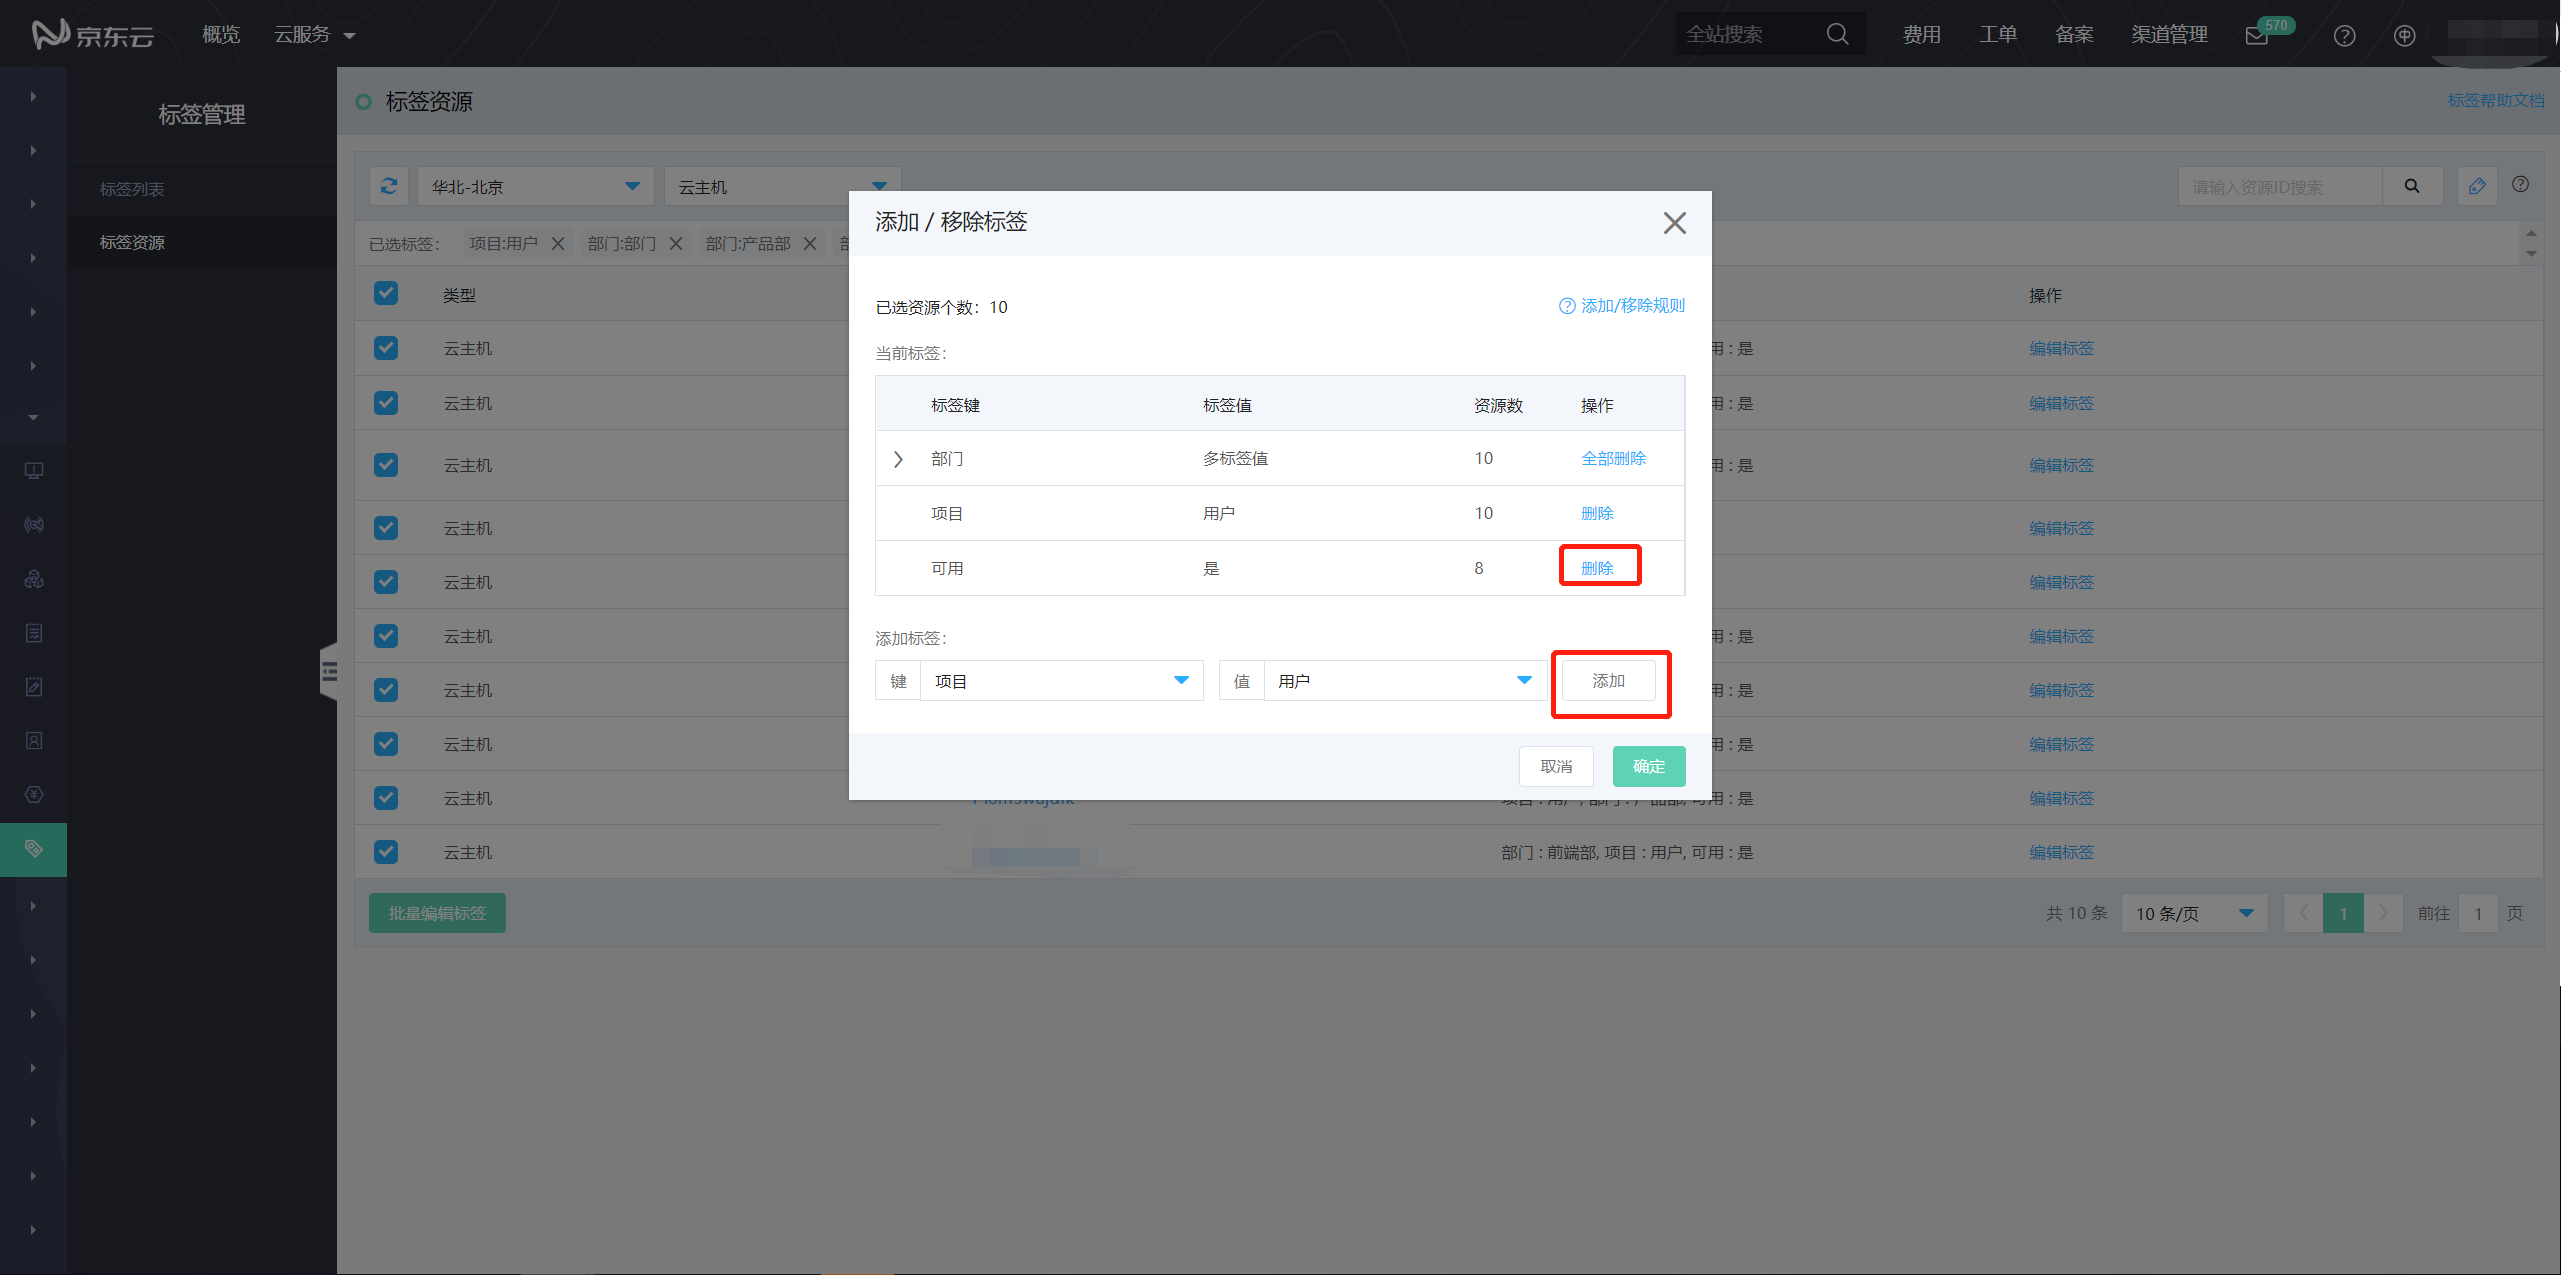 京东云 概览 云服务 全站搜索 费用 工单 备案 渠道管理 570
标签管理
标签列表
标签资源
标签资源 标签帮助文档
华北-北京 云主机 请输入资源ID搜索
已选标签： 项目:用户 部门:部门 部门:产品部
类型 操作
云主机 用 : 是 编辑标签
云主机 用 : 是 编辑标签
云主机 用 : 是 编辑标签
云主机 编辑标签
云主机 编辑标签
云主机 用 : 是 编辑标签
云主机 用 : 是 编辑标签
云主机 用 : 是 编辑标签
云主机 项目 : 用户, 部门 : 产品部, 可用 : 是 编辑标签
云主机 部门 : 前端部, 项目 : 用户, 可用 : 是 编辑标签
批量编辑标签 共 10 条 10 条/页 1 前往 1 页
添加 / 移除标签
已选资源个数：10 添加/移除规则
当前标签：
标签键 标签值 资源数 操作
部门 多标签值 10 全部删除
项目 用户 10 删除
可用 是 8 删除
添加标签：
键 项目 值 用户 添加
取消 确定